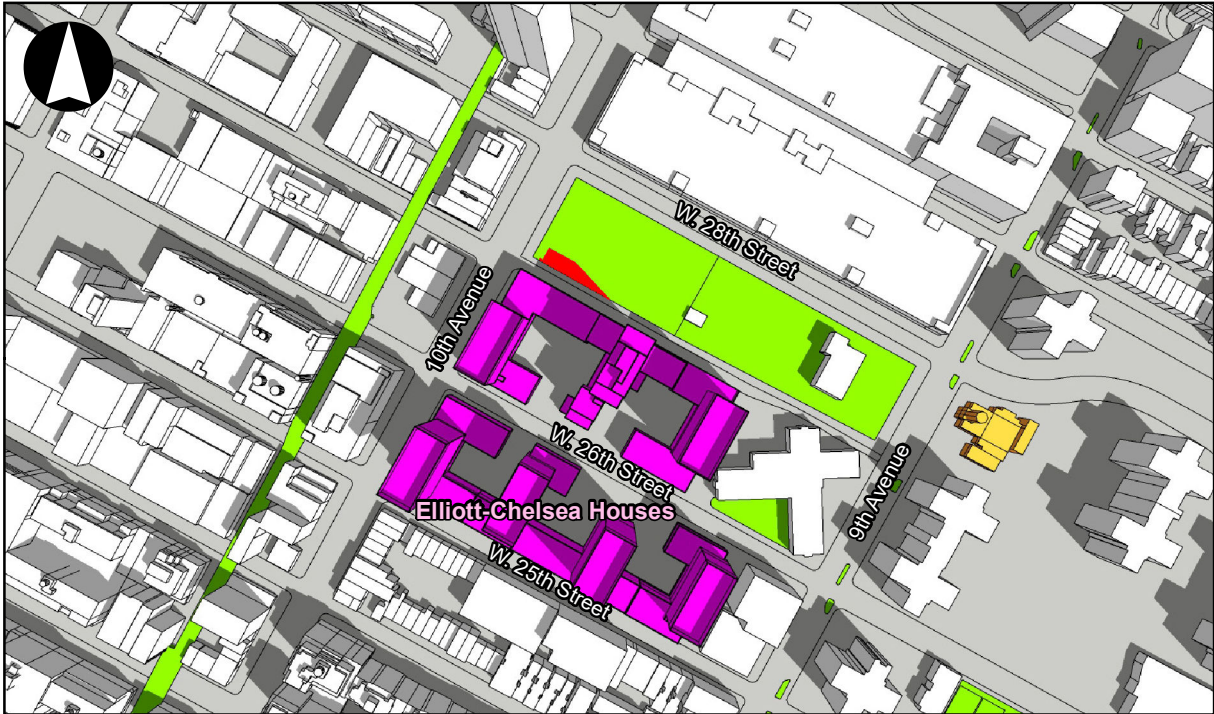 W. 28th Street
10th Avenue
W. 26th Street
9th Avenue
Elliott-Chelsea Houses
W. 25th Street